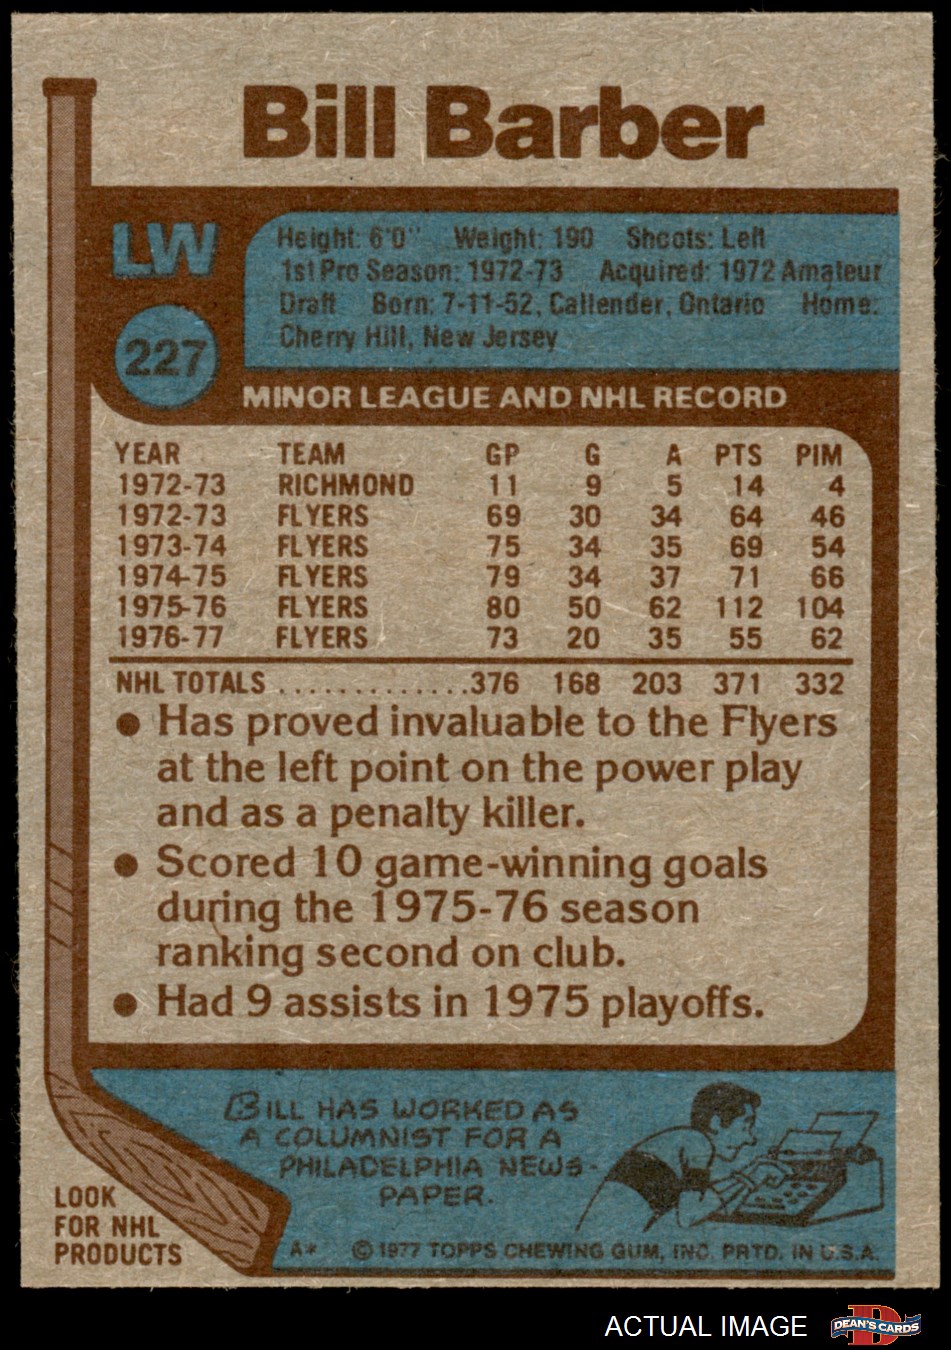 Bill Barber
LW
Height: 6'0" Weight: 190 Shoots: Left
1st Pro Season: 1972-73 Acquired: 1972 Amateur
Draft Born: 7-11-52, Callender, Ontario Home:
Cherry Hill, New Jersey
227
MINOR LEAGUE AND NHL RECORD
YEAR TEAM GP G A PTS PIM
1972-73 RICHMOND 11 9 5 14 4
1972-73 FLYERS 69 30 34 64 46
1973-74 FLYERS 75 34 35 69 54
1974-75 FLYERS 79 34 37 71 66
1975-76 FLYERS 80 50 62 112 104
1976-77 FLYERS 73 20 35 55 62
NHL TOTALS .............376 168 203 371 332
• Has proved invaluable to the Flyers
at the left point on the power play
and as a penalty killer.
• Scored 10 game-winning goals
during the 1975-76 season
ranking second on club.
• Had 9 assists in 1975 playoffs.
BILL HAS WORKED AS
A COLUMNIST FOR A
PHILADELPHIA NEWS-
PAPER.
LOOK
FOR NHL
PRODUCTS
A* © 1977 TOPPS CHEWING GUM, INC. PRTD. IN U.S.A.
ACTUAL IMAGE
D
DEAN'S CARDS